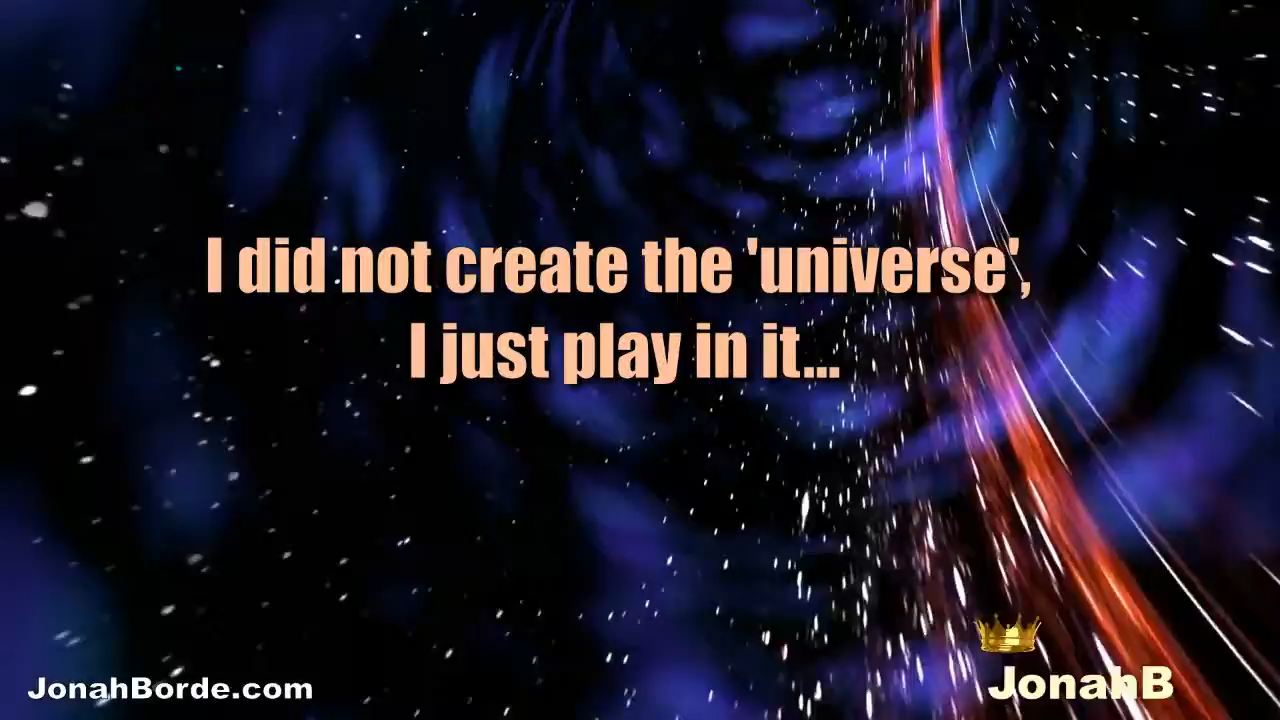 I did not create the 'universe',
I just play in it...
JonahBorde.com
JonahB